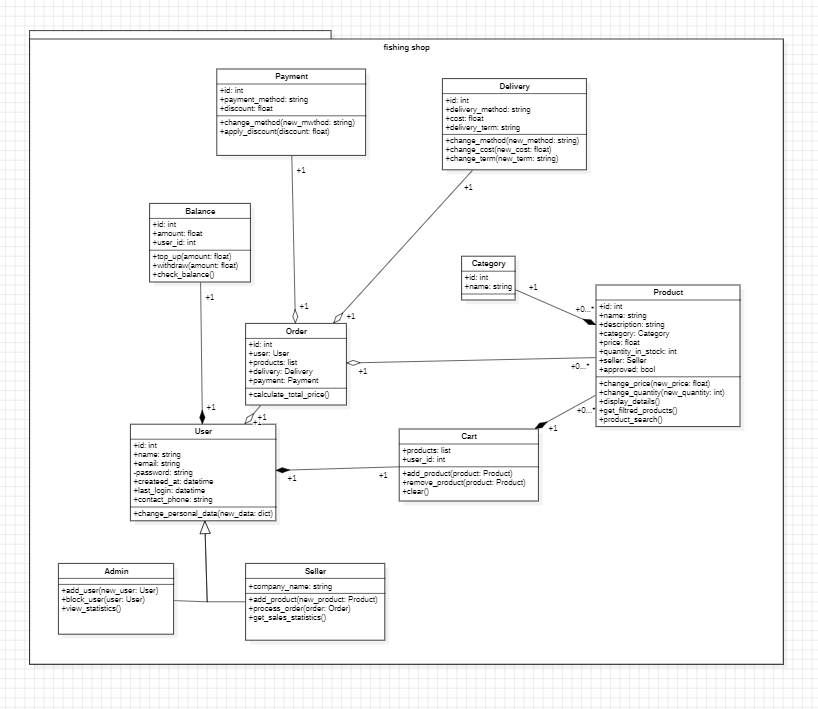 fishing shop
Payment
+id: int
+payment_method: string
+discount: float
+change_method(new_mwthod: string)
+apply_discount(discount: float)
+1
+1
Delivery
+id: int
+delivery_method: string
+cost: float
+delivery_term: string
+change_method(new_method: string)
+change_cost(new_cost: float)
+change_term(new_term: string)
+1
+1
Balance
+id: int
+amount: float
+user_id: int
+top_up(amount: float)
+withdraw(amount: float)
+check_balance()
+1
+1
Category
+id: int
+name: string
+1
+0...*
Product
+id: int
+name: string
+description: string
+category: Category
+price: float
+quantity_in_stock: int
+seller: Seller
+approved: bool
+change_price(new_price: float)
+change_quantity(new_quantity: int)
+display_details()
+get_filtred_products()
+product_search()
Order
+id: int
+user: User
+products: list
+delivery: Delivery
+payment: Payment
+calculate_total_price()
+1
+0...*
+1
+1
User
+id: int
+name: string
+email: string
-password: string
+createed_at: datetime
+last_login: datetime
+contact_phone: string
+change_personal_data(new_data: dict)
+1
+1
Cart
+products: list
+user_id: int
+add_product(product: Product)
+remove_product(product: Product)
+clear()
+1
+0...*
Admin
+add_user(new_user: User)
+block_user(user: User)
+view_statistics()
Seller
+company_name: string
+add_product(new_product: Product)
+process_order(order: Order)
+get_sales_statistics()